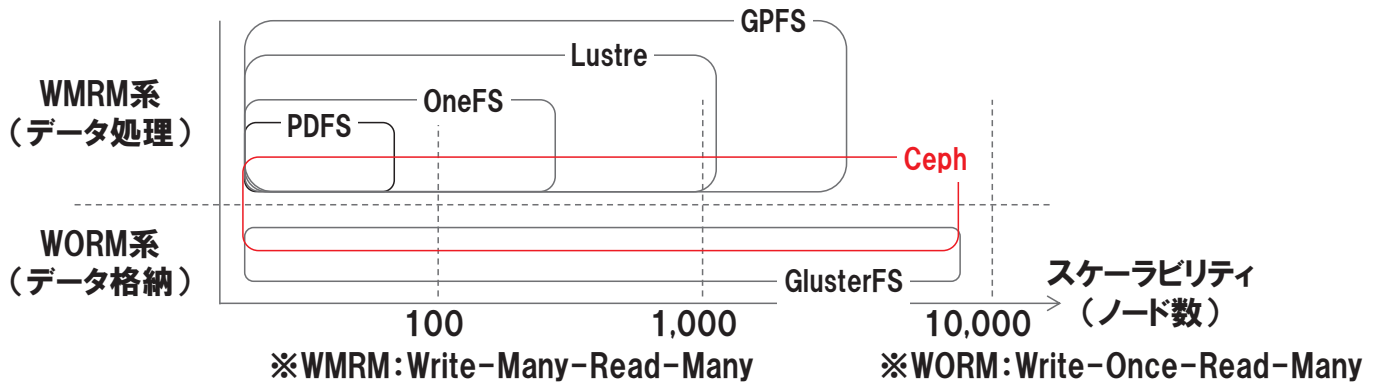 GPFS
Lustre
WMRM系
(データ処理)
OneFS
PDFS
Ceph
WORM系
(データ格納)
GlusterFS
スケーラビリティ
(ノード数)
100
1,000
10,000
※WMRM:Write-Many-Read-Many
※WORM:Write-Once-Read-Many